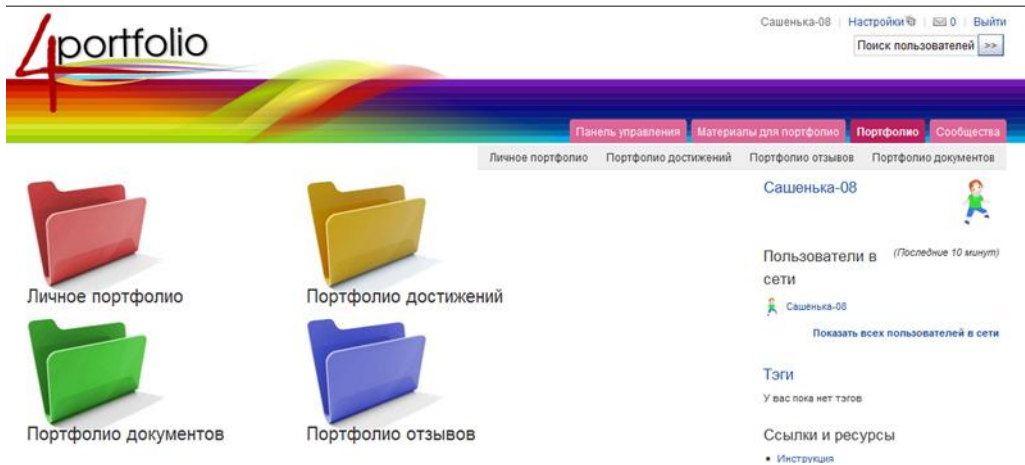 4portfolio
Сашенька-08 | Настройки | 0 | Выйти
Поиск пользователей >>
Панель управления Материалы для портфолио Портфолио Сообщества
Личное портфолио Портфолио достижений Портфолио отзывов Портфолио документов
Личное портфолио
Портфолио достижений
Портфолио документов
Портфолио отзывов
Сашенька-08
Пользователи в (Последние 10 минут)
сети
Сашенька-08
Показать всех пользователей в сети
Тэги
У вас пока нет тэгов
Ссылки и ресурсы
• Инструкция